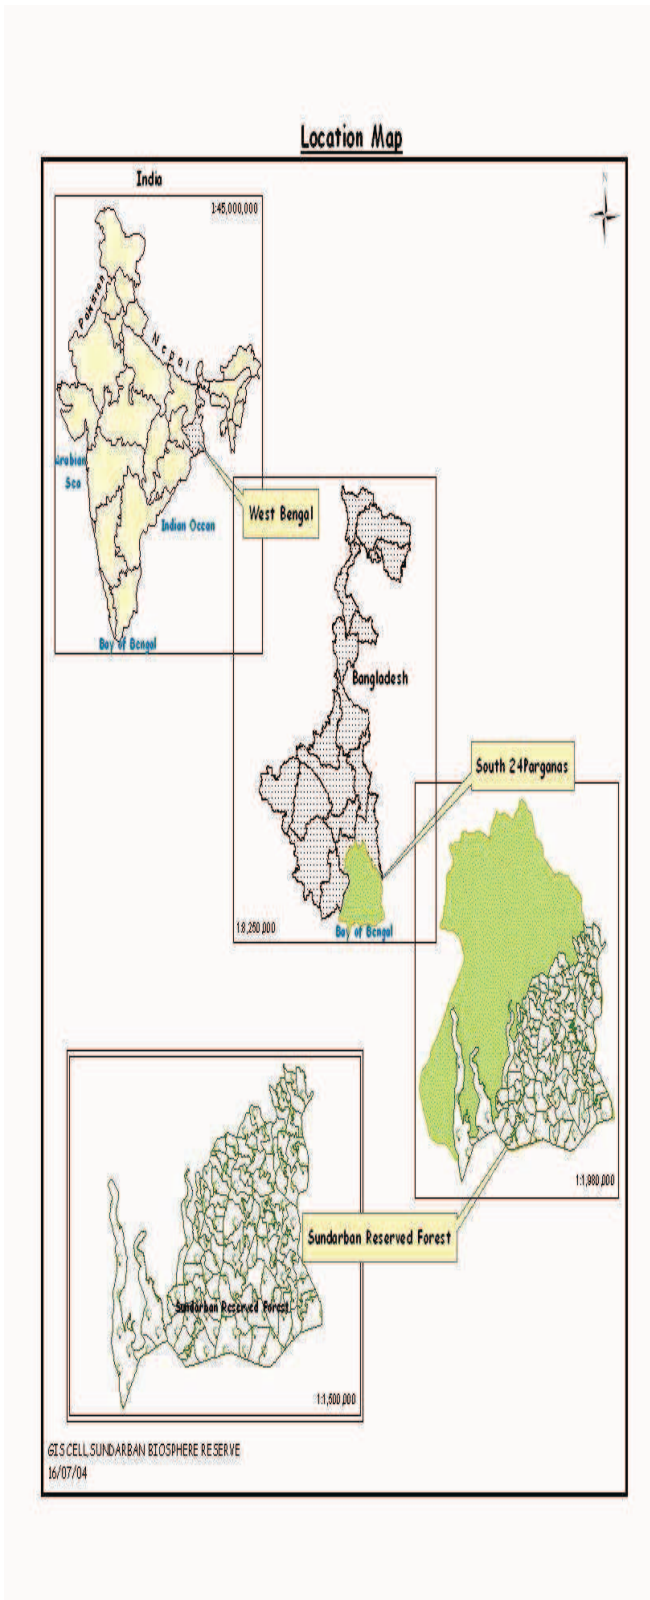 Location Map
N
India
1:45,000,000
Pakistan
Nepal
Arabian
Sea
Indian Ocean
Bay of Bengal
West Bengal
Bangladesh
South 24Parganas
1:8,250,000
Bay of Bengal
1:1,980,000
Sundarban Reserved Forest
Sundarban Reserved Forest
1:1,500,000
GIS CELL,SUNDARBAN BIOSPHERE RESERVE
16/07/04